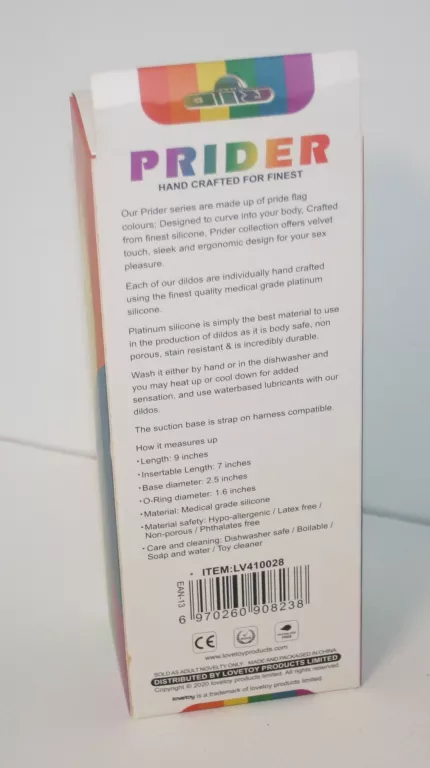 PRIDER
HAND CRAFTED FOR FINEST
Our Prider series are made up of pride flag
colours; Designed to curve into your body, Crafted
from finest silicone, Prider collection offers velvet
touch, sleek and ergonomic design for your sex
pleasure.
Each of our dildos are individually hand crafted
using the finest quality medical grade platinum
silicone.
Platinum silicone is simply the best material to use
in the production of dildos as it is body safe, non
porous, stain resistant & is incredibly durable.
Wash it either by hand or in the dishwasher and
you may heat up or cool down for added
sensation, and use waterbased lubricants with our
dildos.
The suction base is strap on harness compatible.
How it measures up
•Length: 9 inches
•Insertable Length: 7 inches
•Base diameter: 2.5 inches
•O-Ring diameter: 1.6 inches
•Material: Medical grade silicone
•Material safety: Hypo-allergenic / Latex free /
Non-porous / Phthalates free
•Care and cleaning: Dishwasher safe / Boilable /
Soap and water / Toy cleaner
ITEM:LV410028
EAN-13
6 970260 908238
CE
www.lovetoyproducts.com
SOLD AS ADULT NOVELTY ONLY MADE AND PACKAGED IN CHINA
DISTRIBUTED BY LOVETOY PRODUCTS LIMITED
Copyright © 2020 lovetoy products limited. All rights reserved.
lovetoy is a trademark of lovetoy products limited.